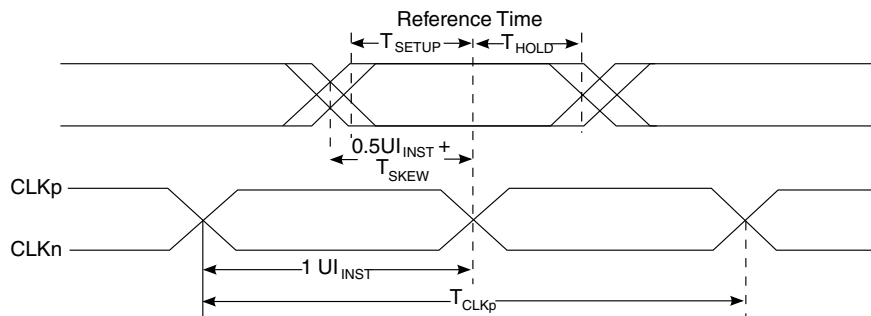 Reference Time
T_SETUP T_HOLD
0.5UI_INST +
T_SKEW
CLKp
CLKn
1 UI_INST
T_CLKp